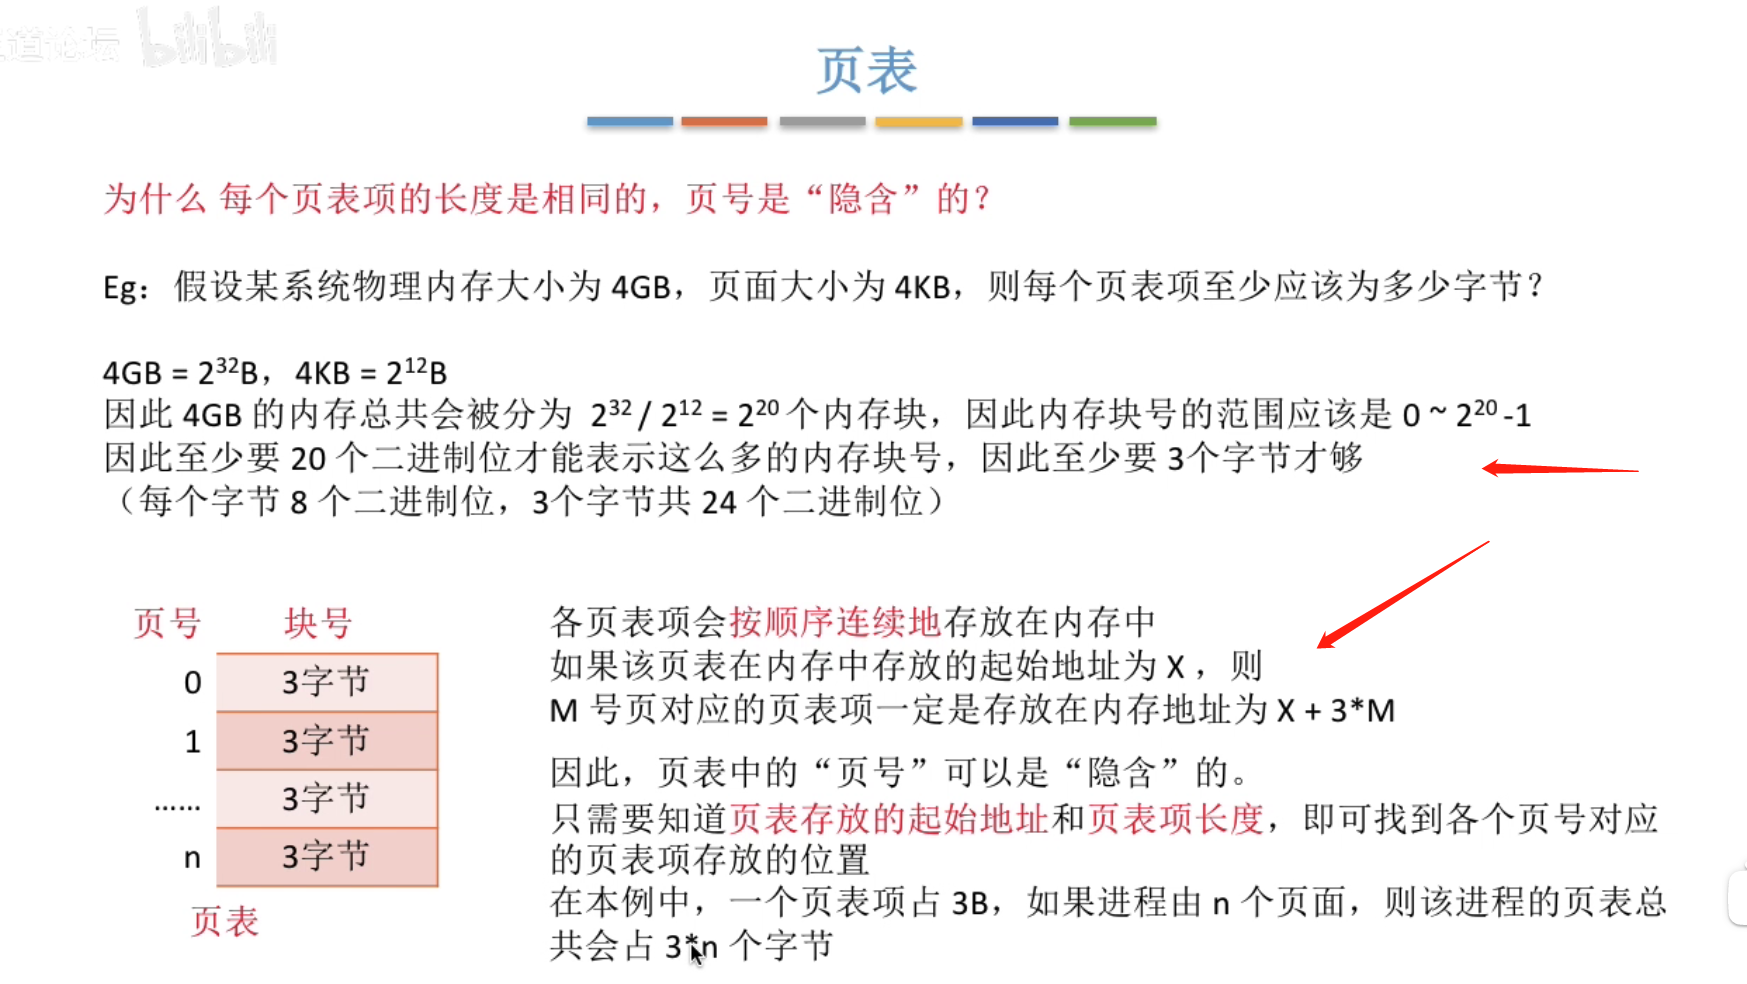 道论坛 bilibili
页表
为什么 每个页表项的长度是相同的，页号是“隐含”的？
Eg：假设某系统物理内存大小为 4GB，页面大小为 4KB，则每个页表项至少应该为多少字节？
4GB = 2³²B，4KB = 2¹²B
因此 4GB 的内存总共会被分为 2³² / 2¹² = 2²⁰ 个内存块，因此内存块号的范围应该是 0 ~ 2²⁰ -1
因此至少要 20 个二进制位才能表示这么多的内存块号，因此至少要 3个字节才够
（每个字节 8 个二进制位，3个字节共 24 个二进制位）
页号 块号
0 3字节
1 3字节
…… 3字节
n 3字节
页表
各页表项会按顺序连续地存放在内存中
如果该页表在内存中存放的起始地址为 X ，则
M 号页对应的页表项一定是存放在内存地址为 X + 3*M
因此，页表中的“页号”可以是“隐含”的。
只需要知道页表存放的起始地址和页表项长度，即可找到各个页号对应
的页表项存放的位置
在本例中，一个页表项占 3B，如果进程由 n 个页面，则该进程的页表总
共会占 3*n 个字节